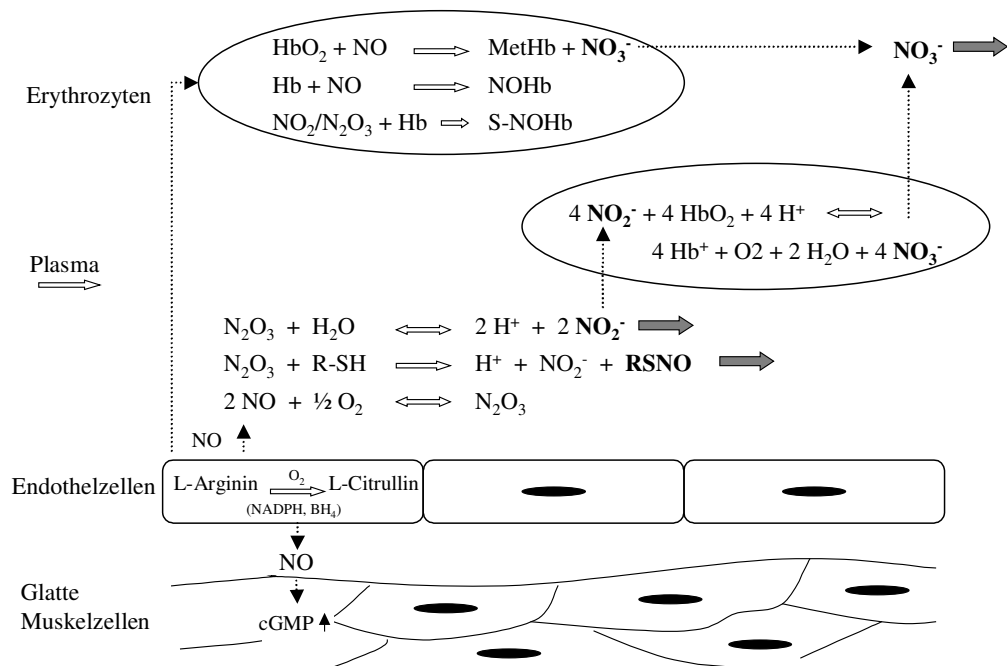 HbO₂ + NO ⇨ MetHb + NO₃⁻
NO₃⁻
Hb + NO ⇨ NOHb
Erythrozyten
NO₂/N₂O₃ + Hb ⇨ S-NOHb
4 NO₂⁻ + 4 HbO₂ + 4 H⁺ ⇔
4 Hb⁺ + O2 + 2 H₂O + 4 NO₃⁻
Plasma
N₂O₃ + H₂O ⇔ 2 H⁺ + 2 NO₂⁻
N₂O₃ + R-SH ⇨ H⁺ + NO₂⁻ + RSNO
2 NO + ½ O₂ ⇔ N₂O₃
NO
Endothelzellen
L-Arginin O₂ L-Citrullin
(NADPH, BH₄)
NO
Glatte
Muskelzellen
cGMP